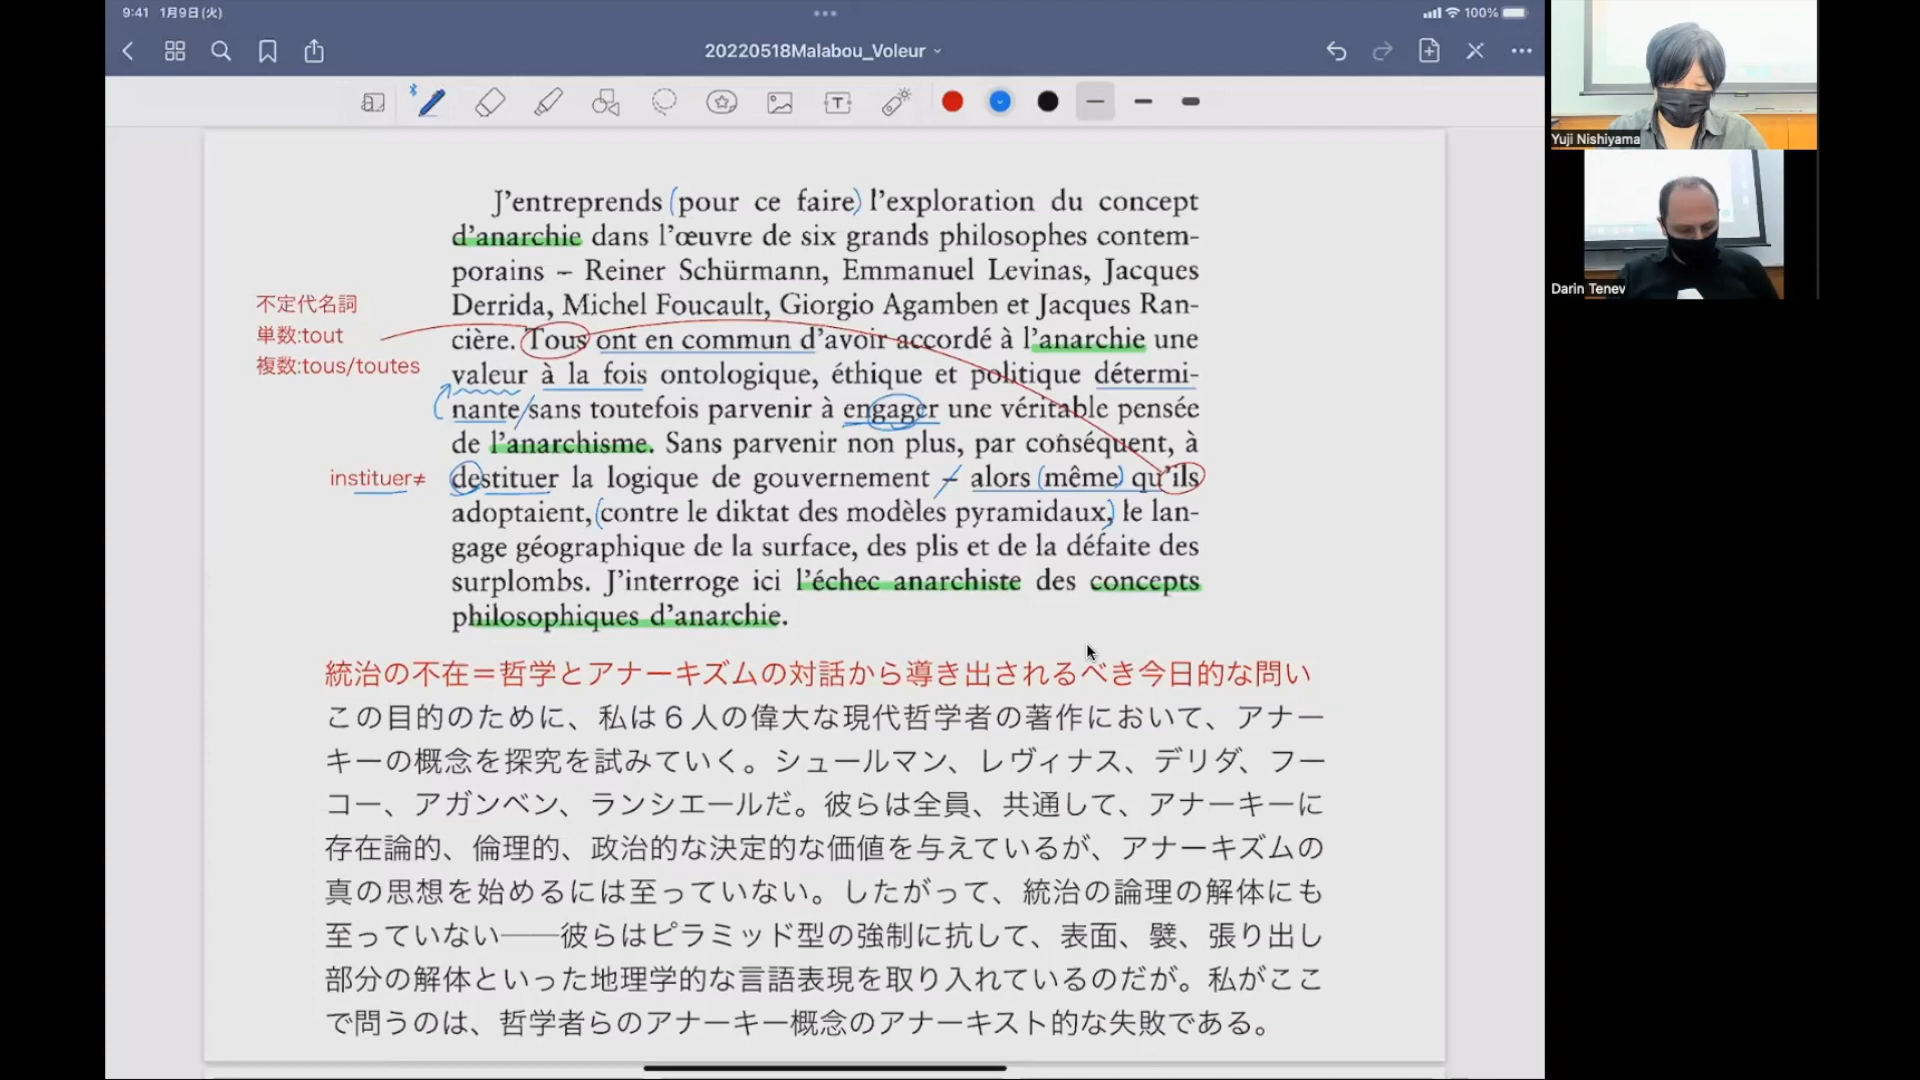 9:41 1月9日(火)
100%
20220518Malabou_Voleur
J'entreprends (pour ce faire) l'exploration du concept
d'anarchie dans l'œuvre de six grands philosophes contem-
porains – Reiner Schürmann, Emmanuel Levinas, Jacques
Derrida, Michel Foucault, Giorgio Agamben et Jacques Ran-
cière. Tous ont en commun d'avoir accordé à l'anarchie une
valeur à la fois ontologique, éthique et politique détermi-
nante / sans toutefois parvenir à engager une véritable pensée
de l'anarchisme. Sans parvenir non plus, par conséquent, à
destituer la logique de gouvernement – alors (même) qu'ils
adoptaient, (contre le diktat des modèles pyramidaux,) le lan-
gage géographique de la surface, des plis et de la défaite des
surplombs. J'interroge ici l'échec anarchiste des concepts
philosophiques d'anarchie.
不定代名詞
単数:tout
複数:tous/toutes
instituer≠
統治の不在＝哲学とアナーキズムの対話から導き出されるべき今日的な問い
この目的のために、私は６人の偉大な現代哲学者の著作において、アナー
キーの概念を探究を試みていく。シュールマン、レヴィナス、デリダ、フー
コー、アガンベン、ランシエールだ。彼らは全員、共通して、アナーキーに
存在論的、倫理的、政治的な決定的な価値を与えているが、アナーキズムの
真の思想を始めるには至っていない。したがって、統治の論理の解体にも
至っていない──彼らはピラミッド型の強制に抗して、表面、襞、張り出し
部分の解体といった地理学的な言語表現を取り入れているのだが。私がここ
で問うのは、哲学者らのアナーキー概念のアナーキスト的な失敗である。
Yuji Nishiyama
Darin Tenev